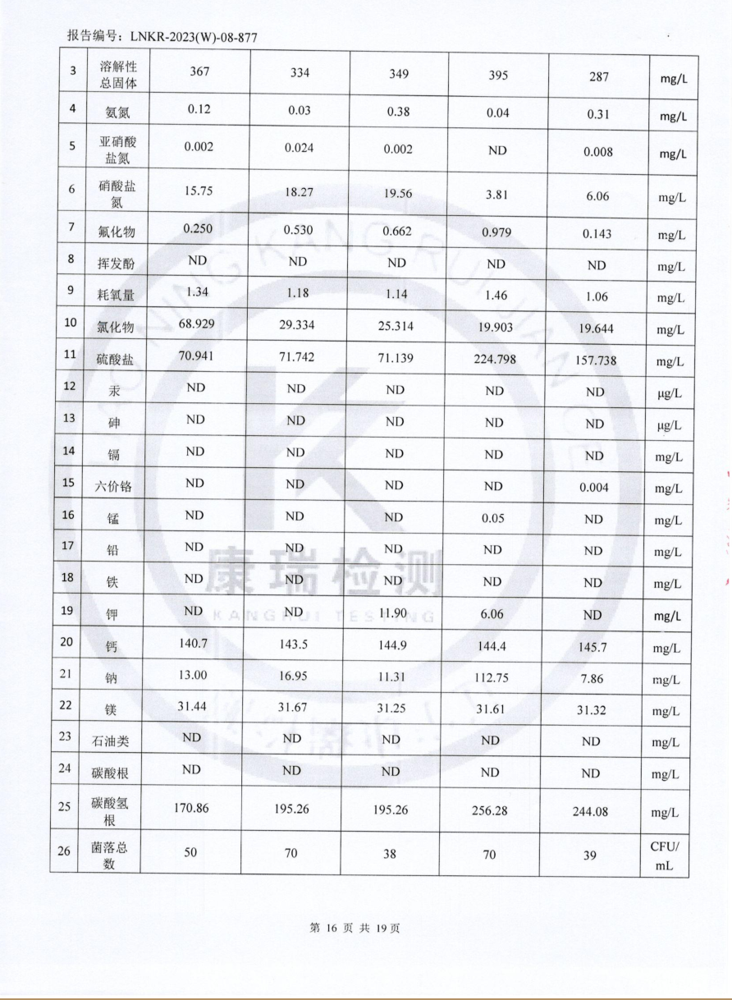 报告编号：LNKR-2023(W)-08-877
3 溶解性总固体 367 334 349 395 287 mg/L
4 氨氮 0.12 0.03 0.38 0.04 0.31 mg/L
5 亚硝酸盐氮 0.002 0.024 0.002 ND 0.008 mg/L
6 硝酸盐氮 15.75 18.27 19.56 3.81 6.06 mg/L
7 氟化物 0.250 0.530 0.662 0.979 0.143 mg/L
8 挥发酚 ND ND ND ND ND mg/L
9 耗氧量 1.34 1.18 1.14 1.46 1.06 mg/L
10 氯化物 68.929 29.334 25.314 19.903 19.644 mg/L
11 硫酸盐 70.941 71.742 71.139 224.798 157.738 mg/L
12 汞 ND ND ND ND ND μg/L
13 砷 ND ND ND ND ND μg/L
14 镉 ND ND ND ND ND mg/L
15 六价铬 ND ND ND ND 0.004 mg/L
16 锰 ND ND ND 0.05 ND mg/L
17 铅 ND ND ND ND ND mg/L
18 铁 ND ND ND ND ND mg/L
19 钾 ND ND 11.90 6.06 ND mg/L
20 钙 140.7 143.5 144.9 144.4 145.7 mg/L
21 钠 13.00 16.95 11.31 112.75 7.86 mg/L
22 镁 31.44 31.67 31.25 31.61 31.32 mg/L
23 石油类 ND ND ND ND ND mg/L
24 碳酸根 ND ND ND ND ND mg/L
25 碳酸氢根 170.86 195.26 195.26 256.28 244.08 mg/L
26 菌落总数 50 70 38 70 39 CFU/mL
康瑞检测
KANGRUI TESTING
第 16 页 共 19 页